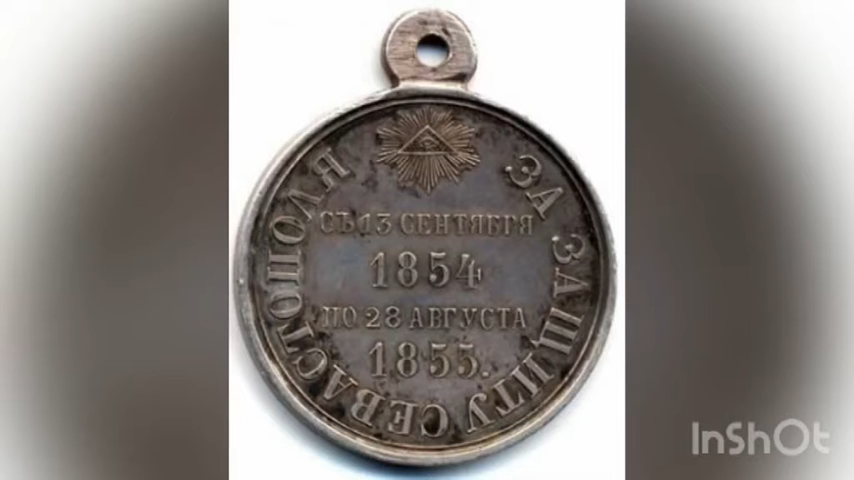 ЗА ЗАЩИТУ СЕВАСТОПОЛЯ
СЪ 13 СЕНТЯБРЯ
1854
ПО 28 АВГУСТА
1855.
InShOt